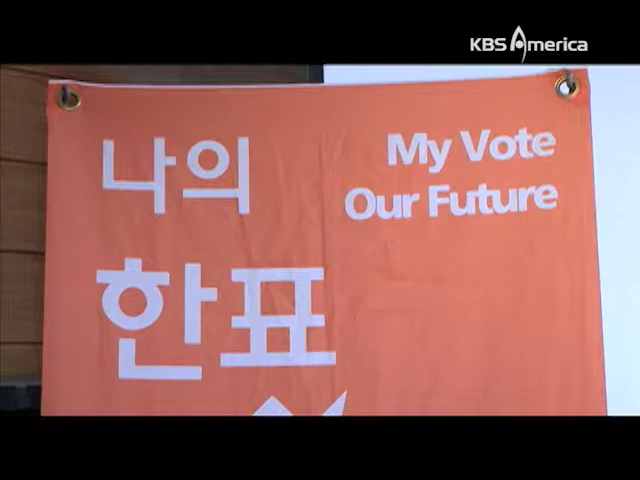 KBS America
나의
한표
My Vote
Our Future